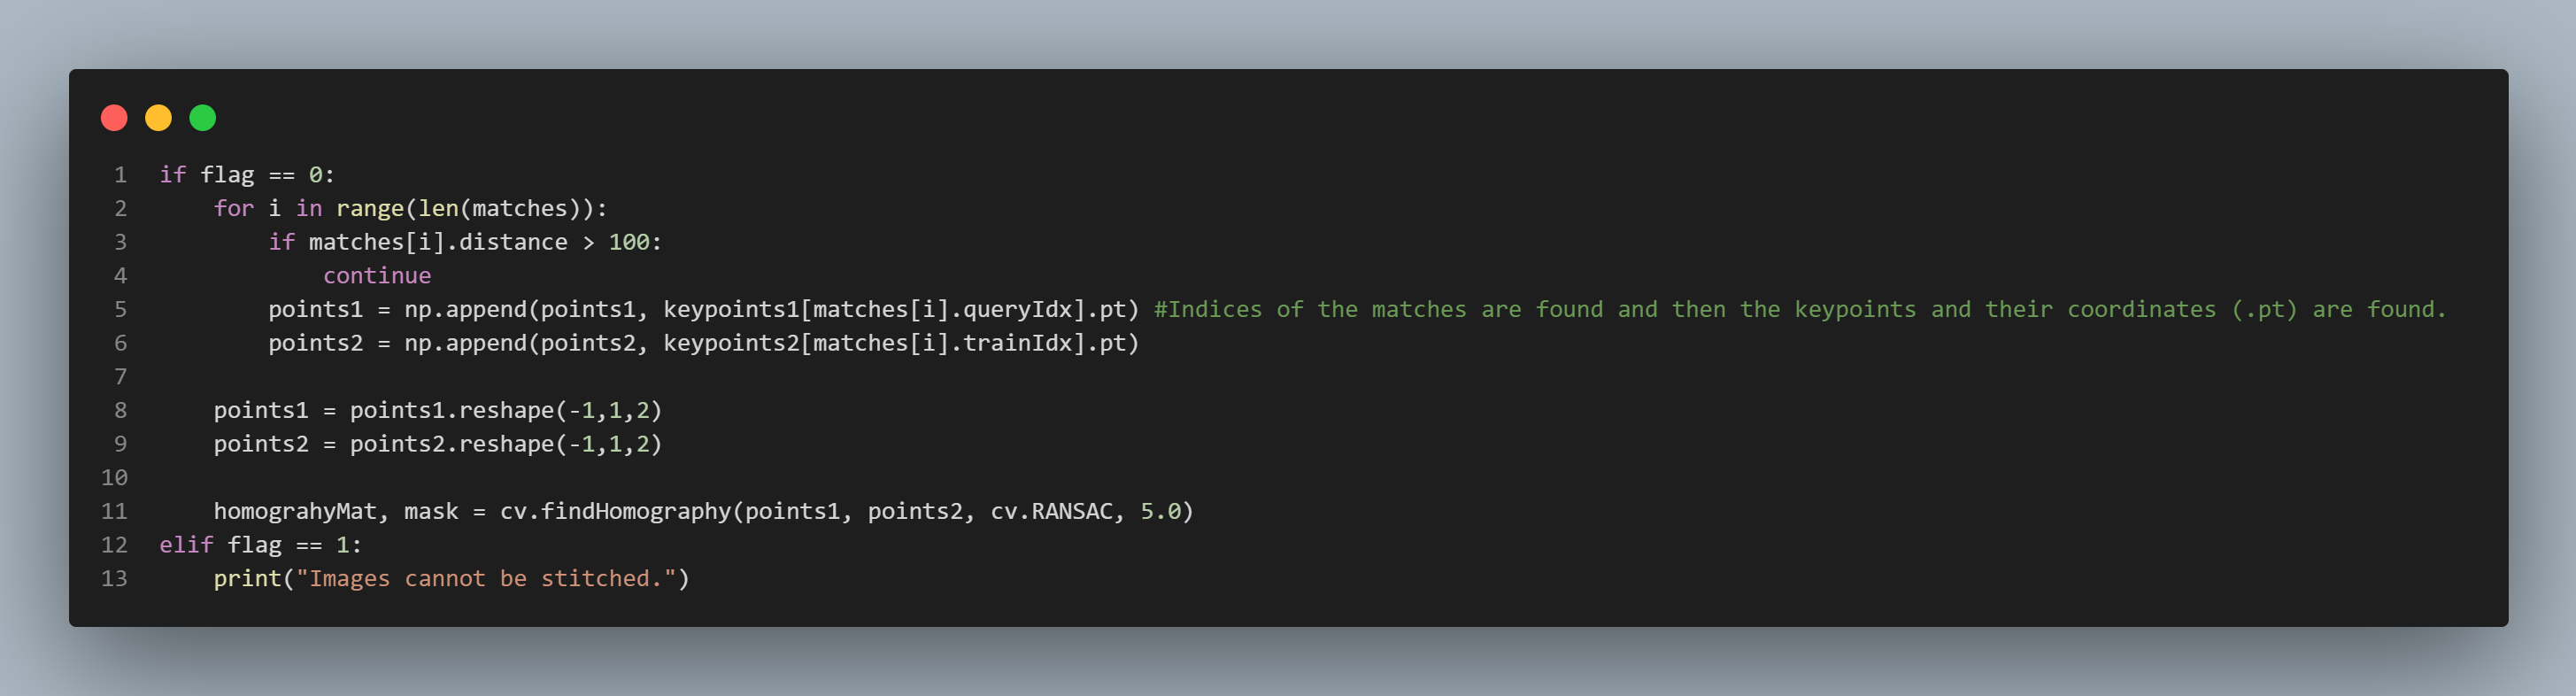 1 if flag == 0:
2     for i in range(len(matches)):
3         if matches[i].distance > 100:
4             continue
5         points1 = np.append(points1, keypoints1[matches[i].queryIdx].pt) #Indices of the matches are found and then the keypoints and their coordinates (.pt) are found.
6         points2 = np.append(points2, keypoints2[matches[i].trainIdx].pt)
7
8     points1 = points1.reshape(-1,1,2)
9     points2 = points2.reshape(-1,1,2)
10
11     homograhyMat, mask = cv.findHomography(points1, points2, cv.RANSAC, 5.0)
12 elif flag == 1:
13     print("Images cannot be stitched.")